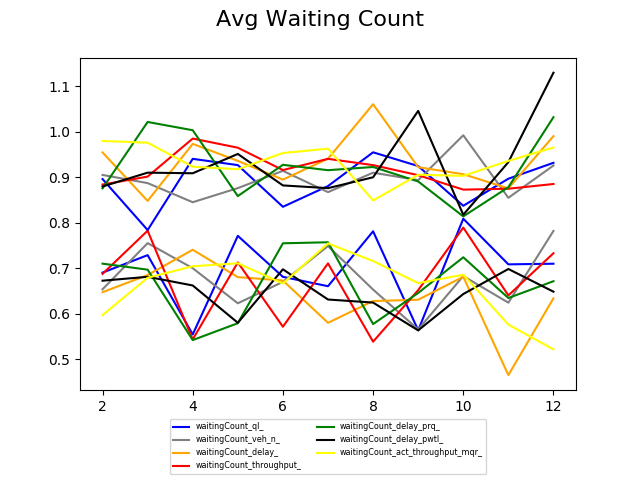 Avg Waiting Count
1.1
1.0
0.9
0.8
0.7
0.6
0.5
2 4 6 8 10 12
waitingCount_ql_
waitingCount_veh_n_
waitingCount_delay_
waitingCount_throughput_
waitingCount_delay_prq_
waitingCount_delay_pwtl_
waitingCount_act_throughput_mqr_